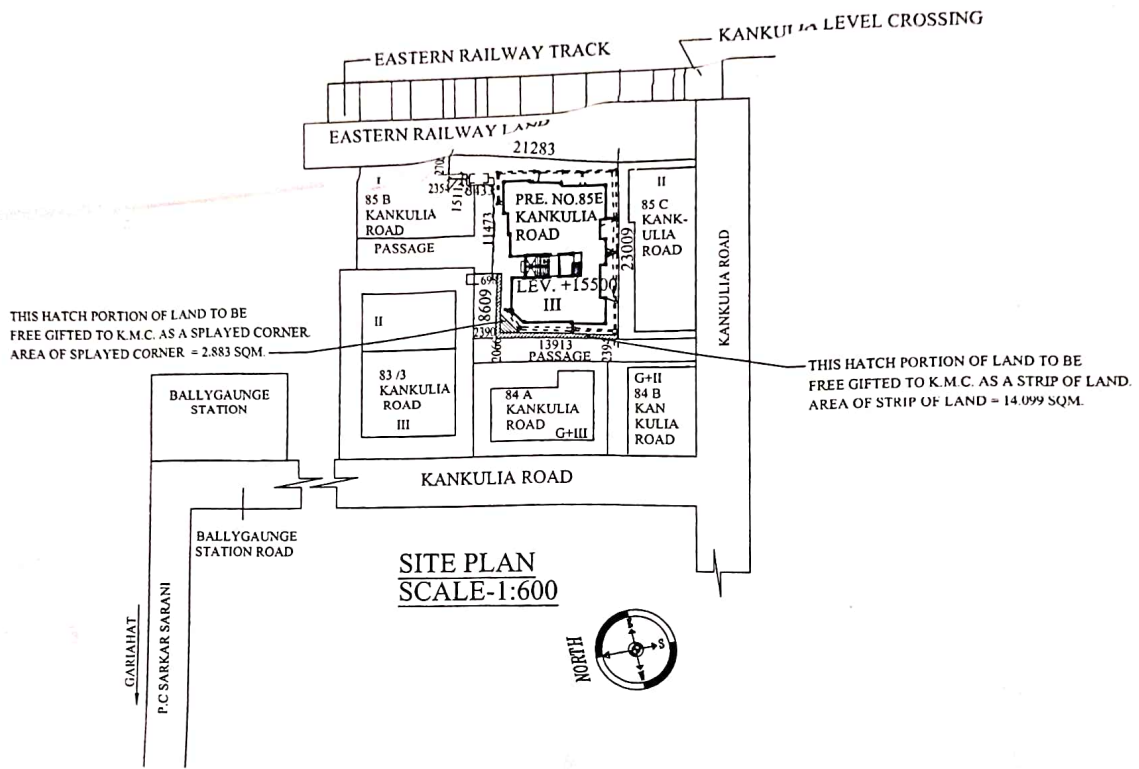 KANKULIA LEVEL CROSSING
EASTERN RAILWAY TRACK
EASTERN RAILWAY LAND
21283
I
85 B
KANKULIA
ROAD
PASSAGE
2354
11473
PRE. NO.85E
KANKULIA
ROAD
LEV. +15500
III
23009
II
85 C
KANK-
ULIA
ROAD
KANKULIA ROAD
THIS HATCH PORTION OF LAND TO BE
FREE GIFTED TO K.M.C. AS A SPLAYED CORNER.
AREA OF SPLAYED CORNER = 2.883 SQM.
II
8609
2390
2066
13913
PASSAGE
THIS HATCH PORTION OF LAND TO BE
FREE GIFTED TO K.M.C. AS A STRIP OF LAND.
AREA OF STRIP OF LAND = 14.099 SQM.
BALLYGAUNGE
STATION
83 /3
KANKULIA
ROAD
III
84 A
KANKULIA
ROAD
G+III
G+II
84 B
KAN
KULIA
ROAD
KANKULIA ROAD
BALLYGAUNGE
STATION ROAD
SITE PLAN
SCALE-1:600
GARIAHAT
P.C SARKAR SARANI
NORTH
S